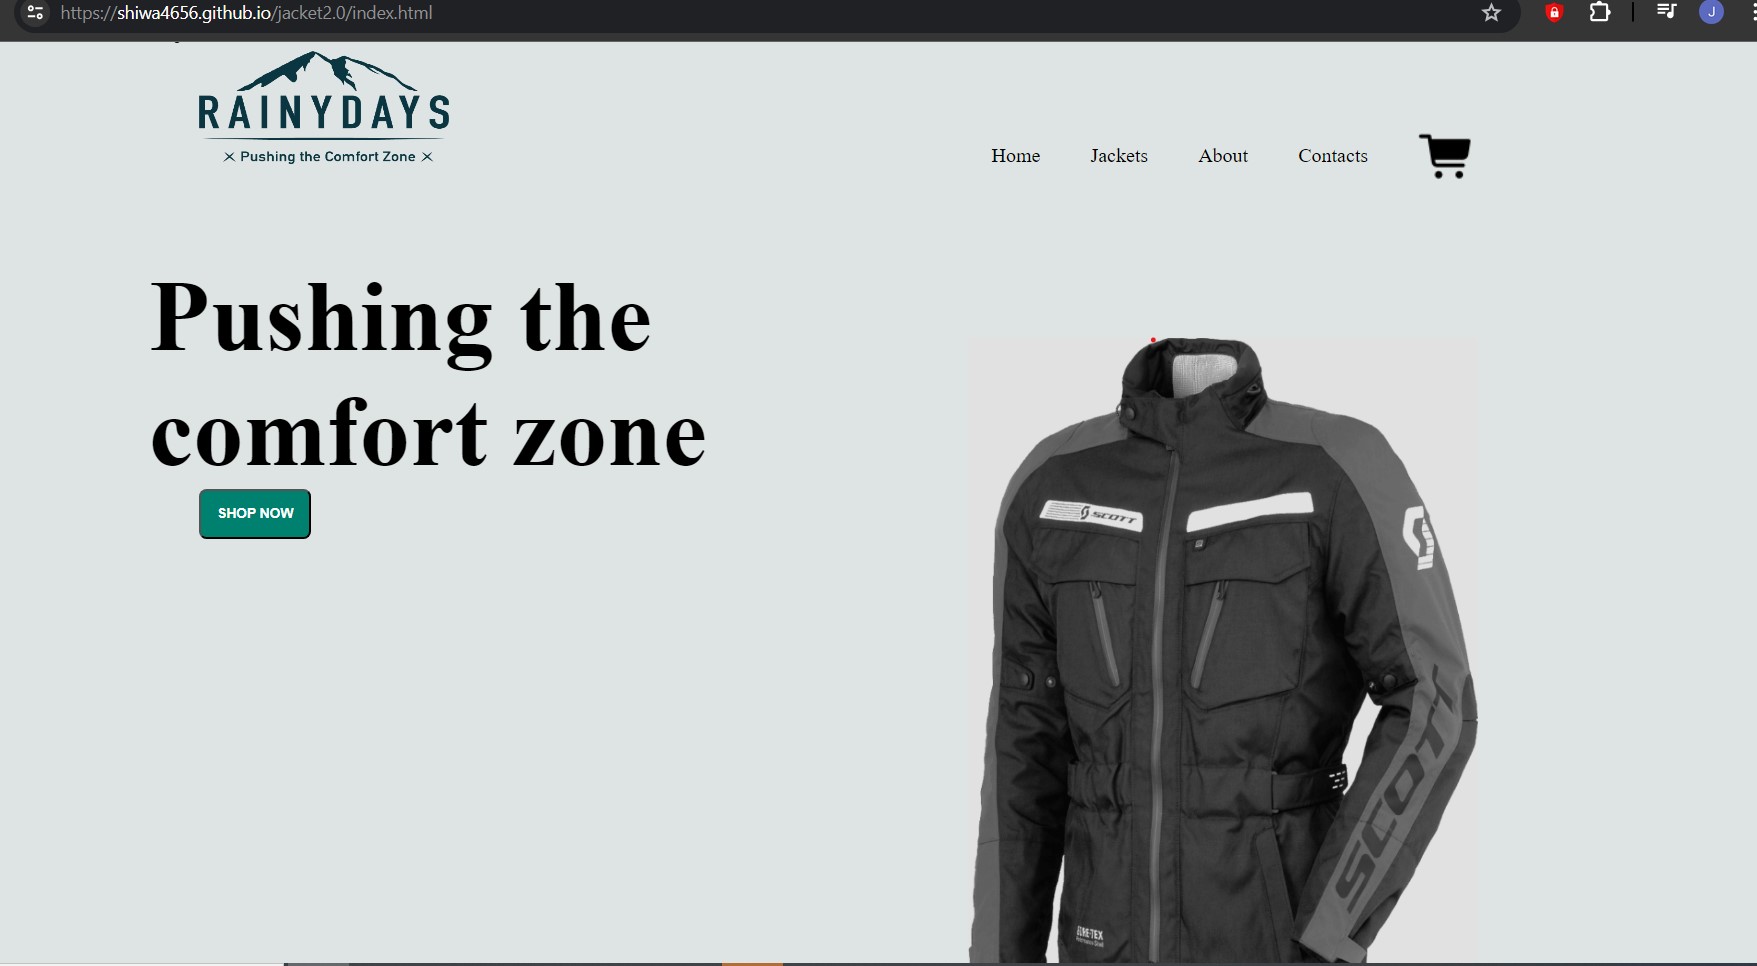 https://shiwa4656.github.io/jacket2.0/index.html
J
RAINYDAYS
Pushing the Comfort Zone
Home Jackets About Contacts
Pushing the
comfort zone
SHOP NOW
SCOTT
SCOTT
GORE-TEX